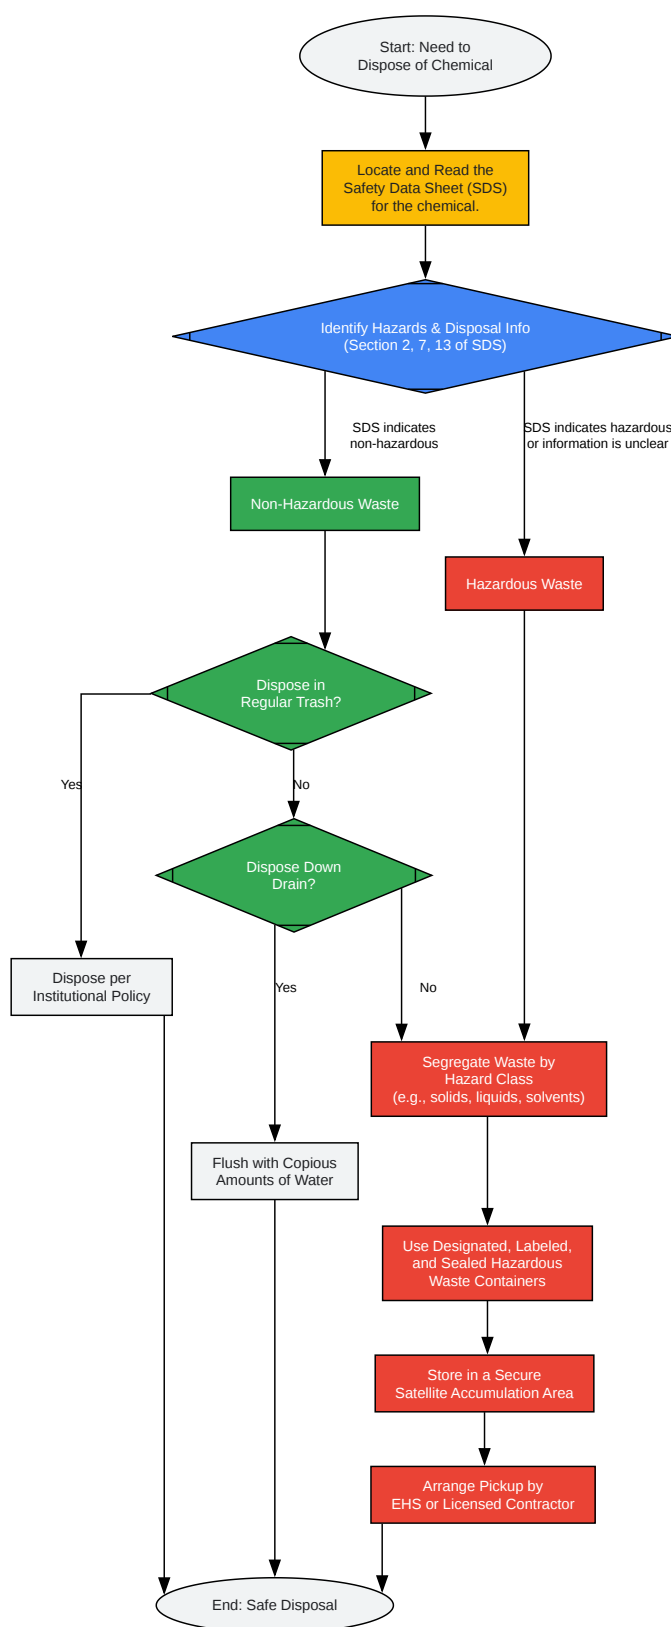 Start: Need to
Dispose of Chemical
Locate and Read the
Safety Data Sheet (SDS)
for the chemical.
Identify Hazards & Disposal Info
(Section 2, 7, 13 of SDS)
SDS indicates
non-hazardous
SDS indicates hazardous
or information is unclear
Non-Hazardous Waste
Hazardous Waste
Dispose in
Regular Trash?
Yes
No
Dispose Down
Drain?
Dispose per
Institutional Policy
Yes
No
Segregate Waste by
Hazard Class
(e.g., solids, liquids, solvents)
Flush with Copious
Amounts of Water
Use Designated, Labeled,
and Sealed Hazardous
Waste Containers
Store in a Secure
Satellite Accumulation Area
Arrange Pickup by
EHS or Licensed Contractor
End: Safe Disposal